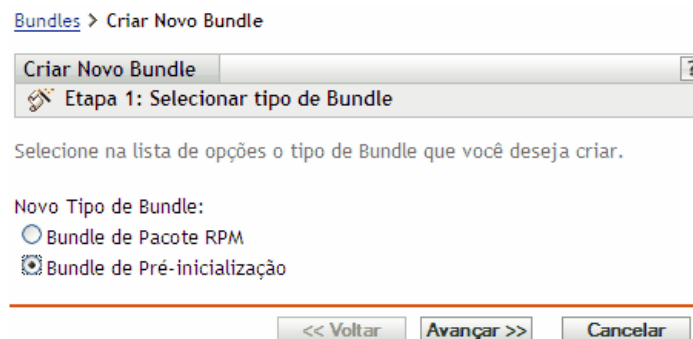 Bundles > Criar Novo Bundle
Criar Novo Bundle ?
Etapa 1: Selecionar tipo de Bundle
Selecione na lista de opções o tipo de Bundle que você deseja criar.
Novo Tipo de Bundle:
Bundle de Pacote RPM
Bundle de Pré-inicialização
<< Voltar Avançar >> Cancelar